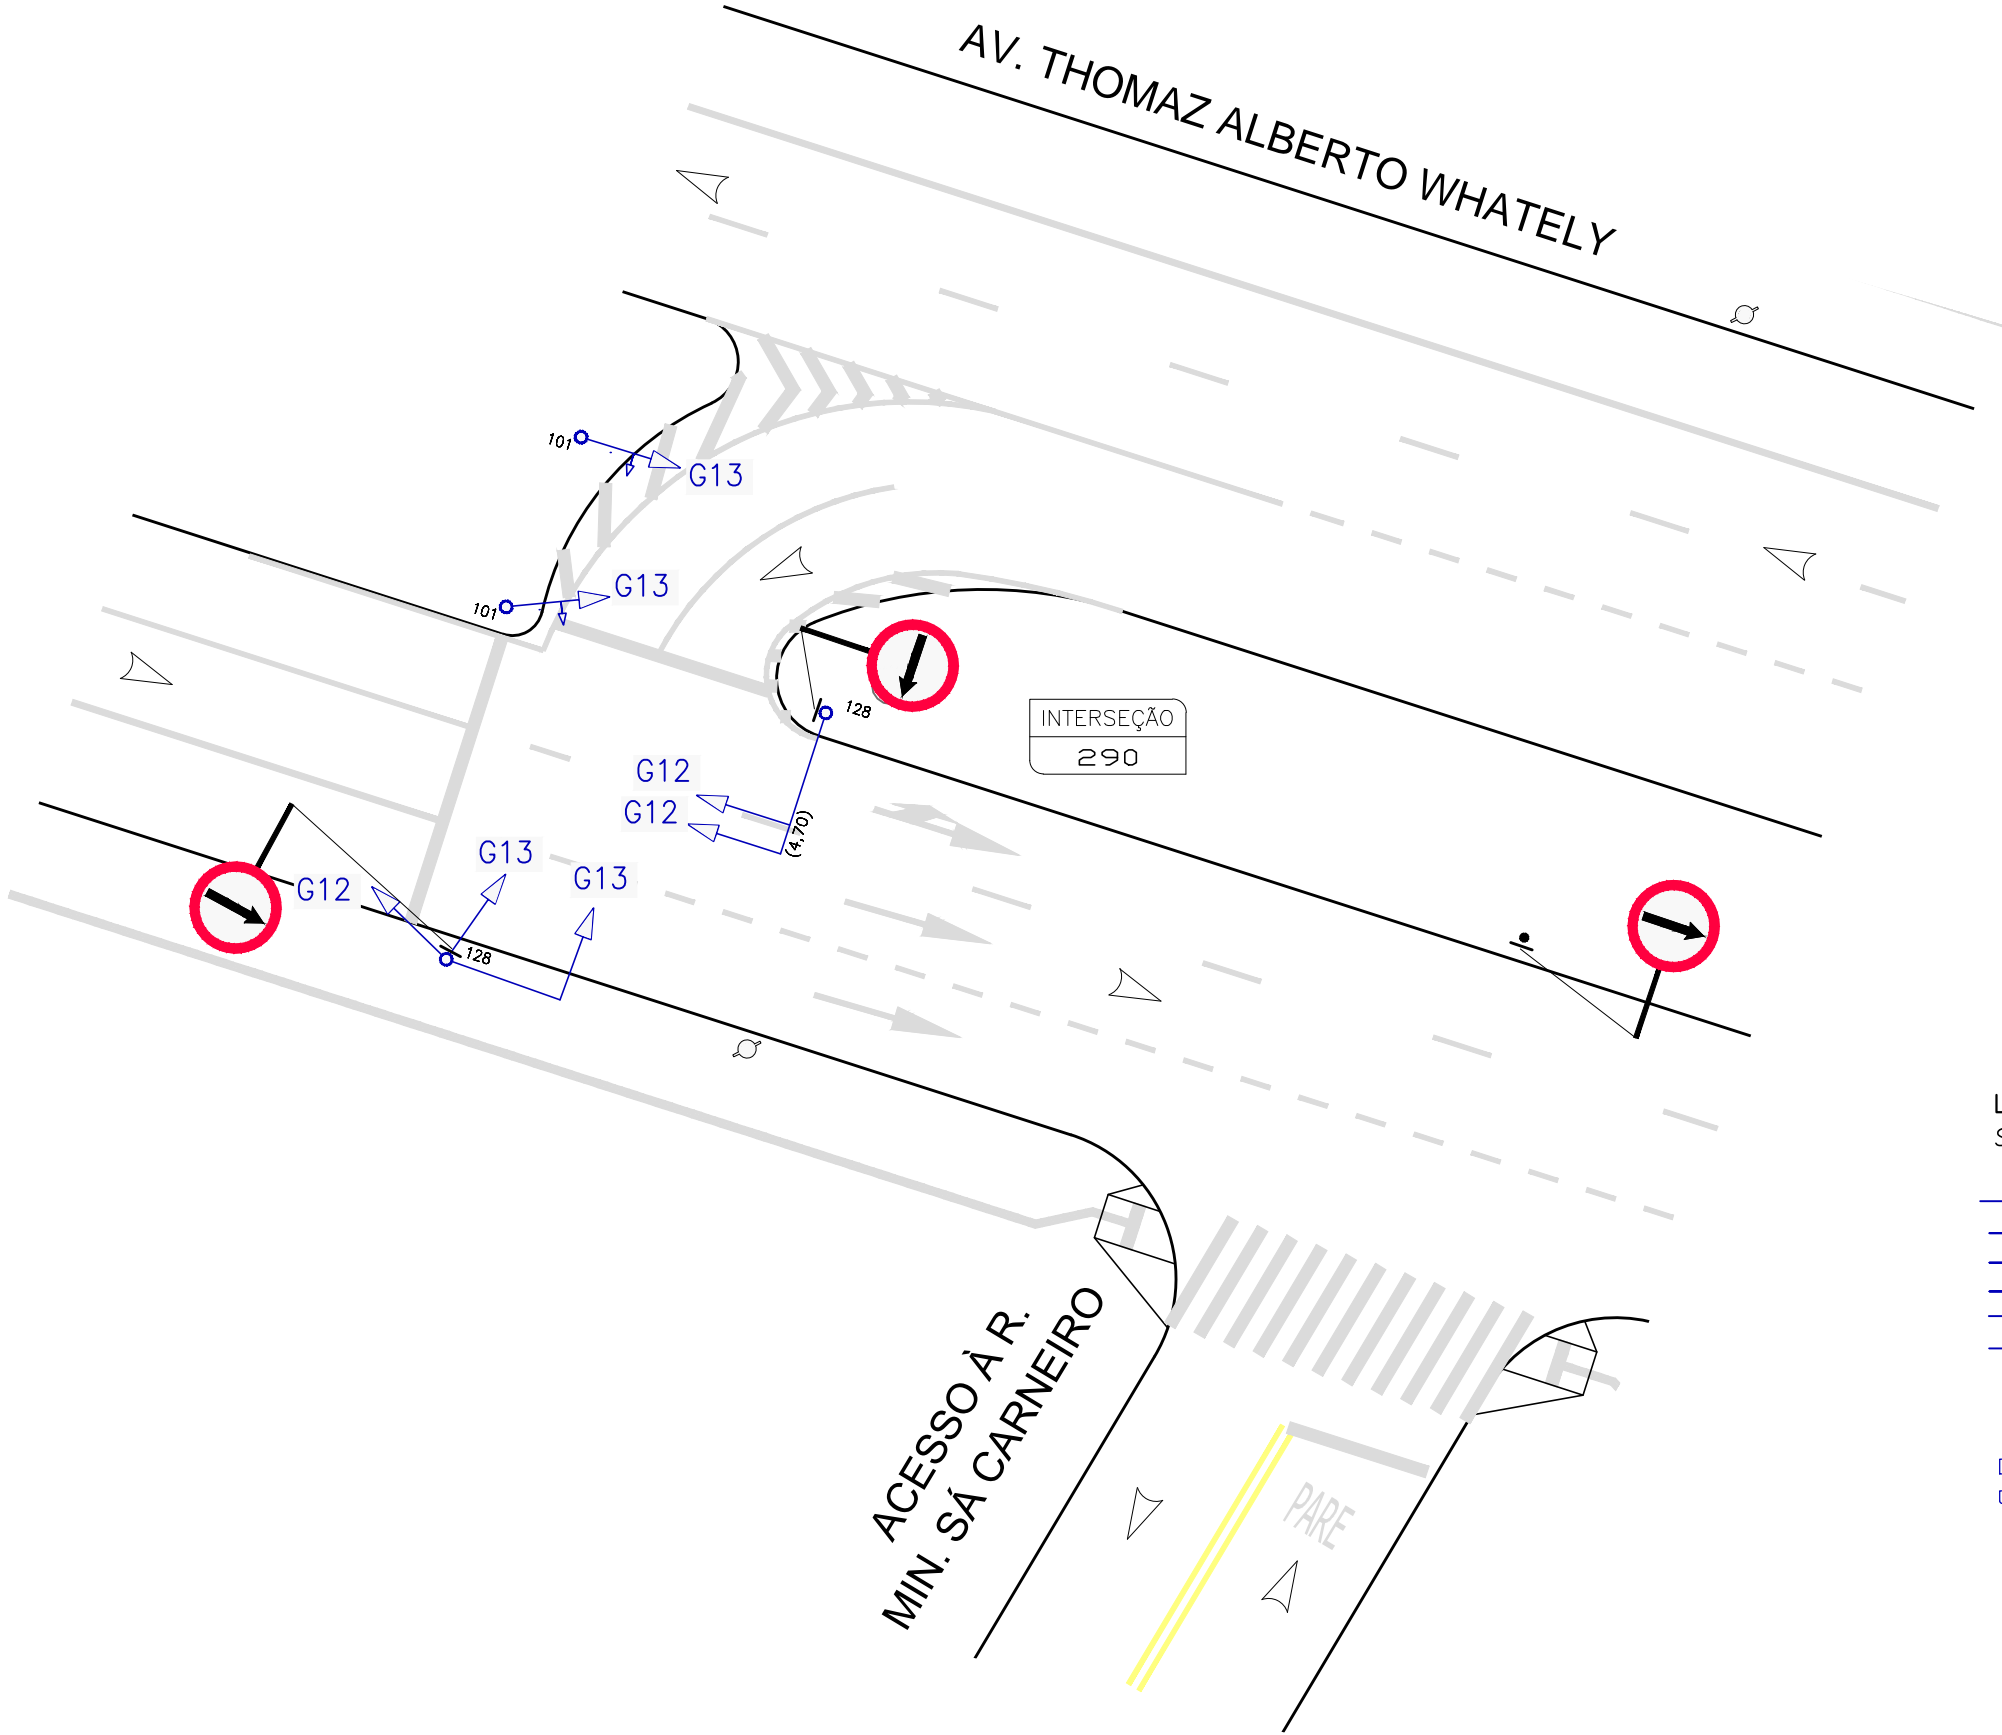 AV. THOMAZ ALBERTO WHATELY
101
G13
101
G13
128
INTERSEÇÃO
290
G12
G12
(4,70)
G13
G13
G12
128
ACESSO À R.
MIN. SÁ CARNEIRO
PARE